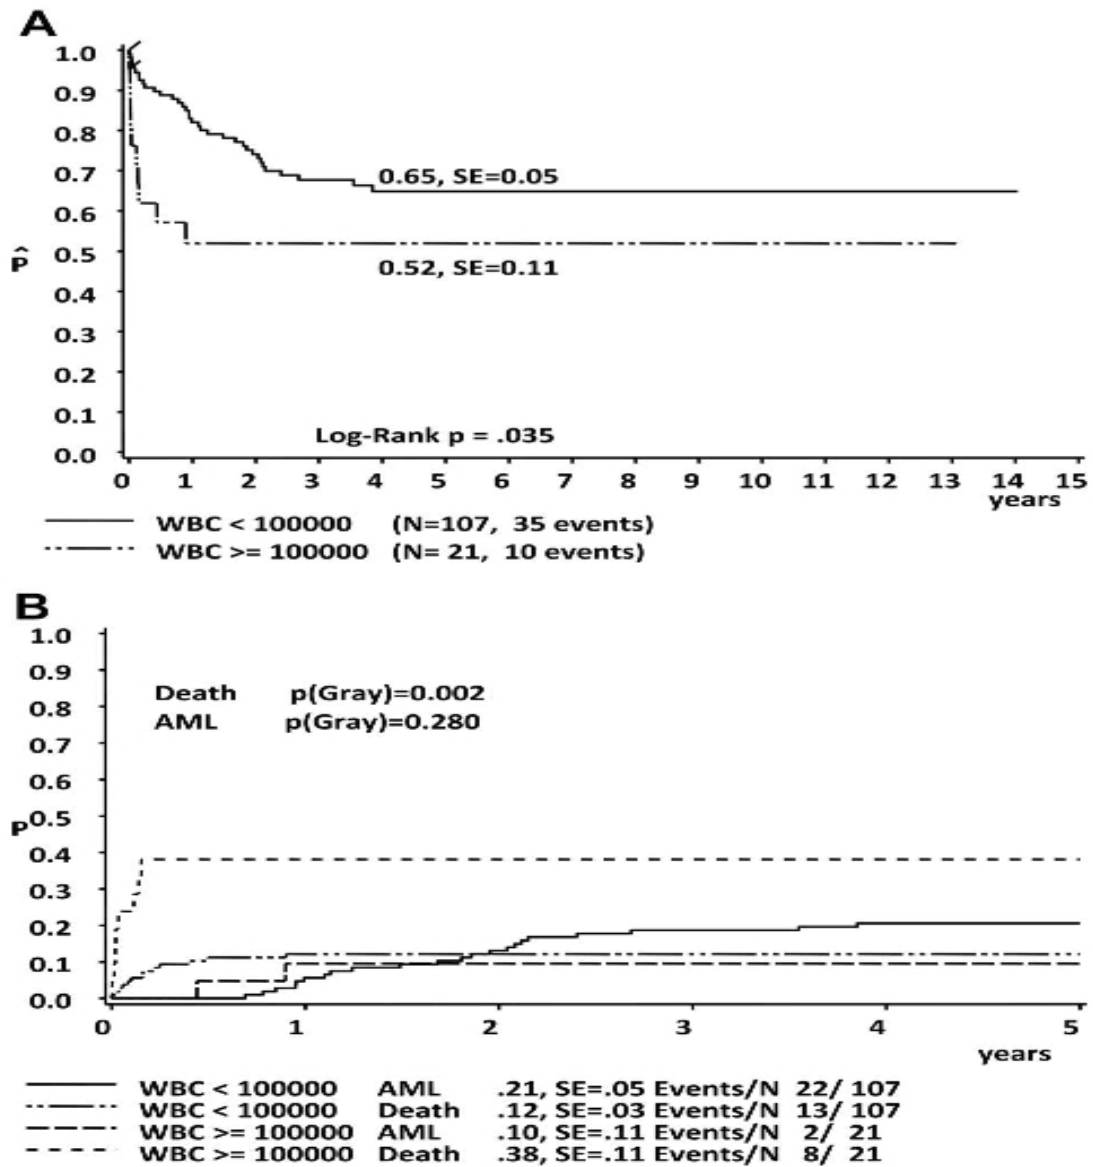 A
1.0
0.9
0.8
0.7
0.6
0.5
0.4
0.3
0.2
0.1
0.0
p̂
0.65, SE=0.05
0.52, SE=0.11
Log-Rank p = .035
0 1 2 3 4 5 6 7 8 9 10 11 12 13 14 15
years
WBC < 100000 (N=107, 35 events)
WBC >= 100000 (N= 21, 10 events)
B
1.0
0.9
0.8
0.7
0.6
0.5
0.4
0.3
0.2
0.1
0.0
P
Death p(Gray)=0.002
AML p(Gray)=0.280
0 1 2 3 4 5
years
WBC < 100000 AML .21, SE=.05 Events/N 22/ 107
WBC < 100000 Death .12, SE=.03 Events/N 13/ 107
WBC >= 100000 AML .10, SE=.11 Events/N 2/ 21
WBC >= 100000 Death .38, SE=.11 Events/N 8/ 21